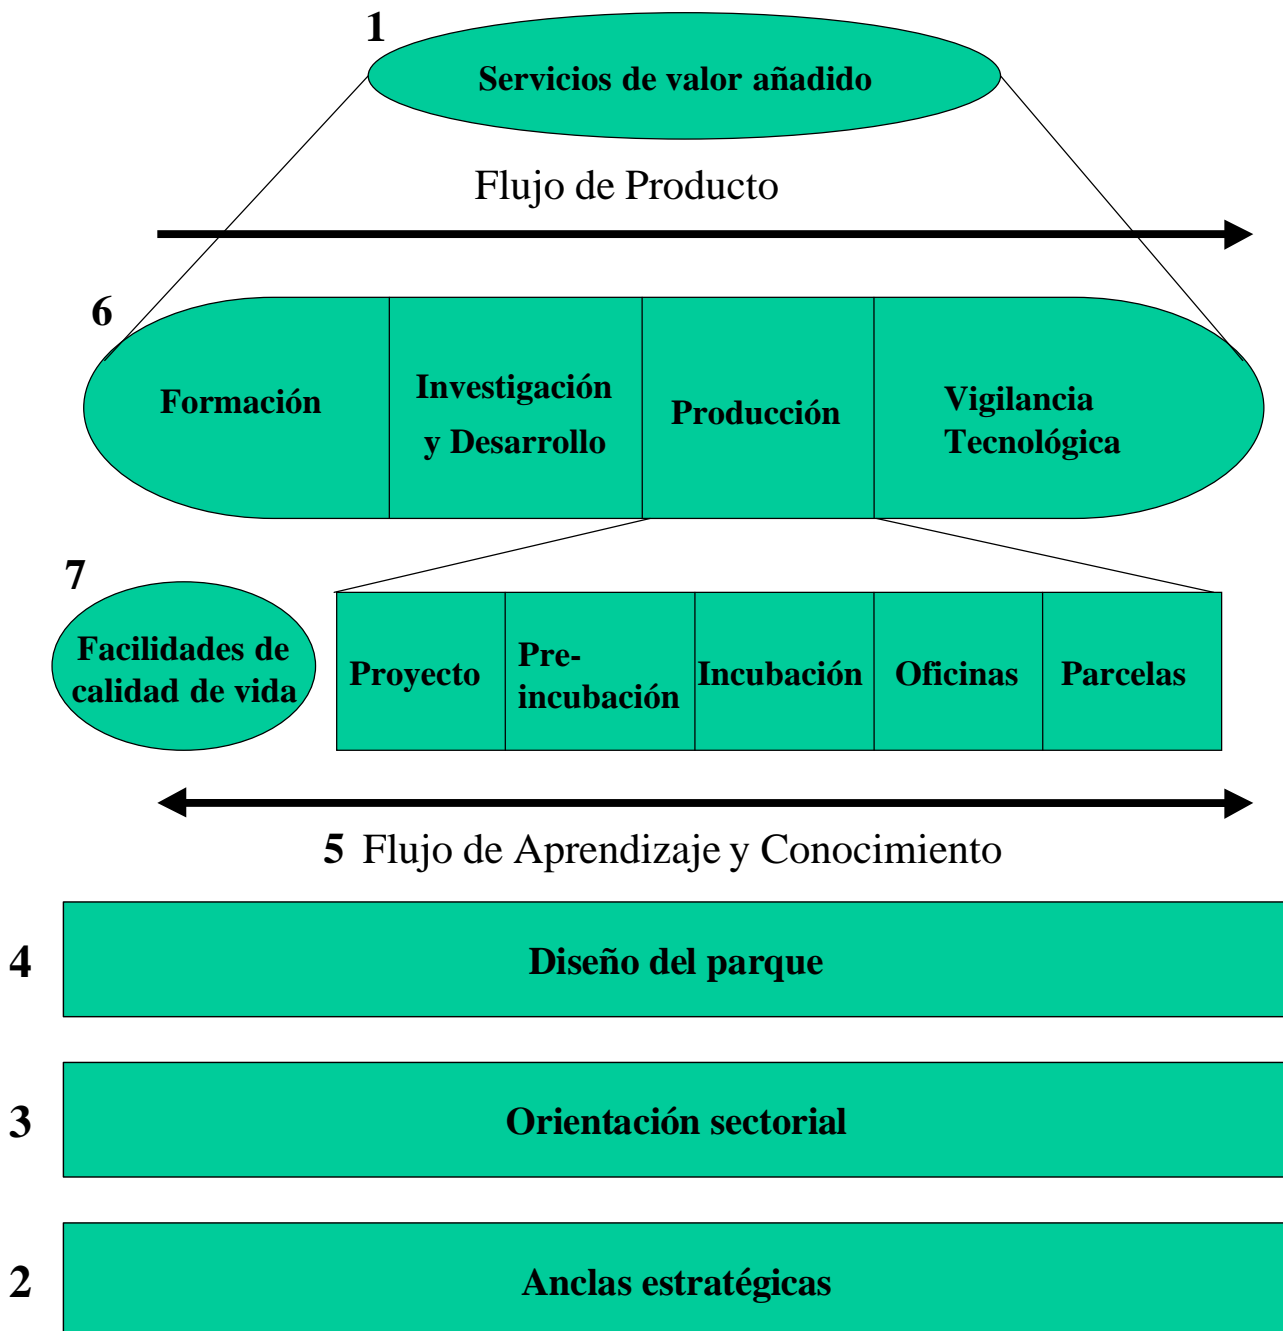 1
Servicios de valor añadido
Flujo de Producto
6
Formación
Investigación
y Desarrollo
Producción
Vigilancia
Tecnológica
7
Facilidades de
calidad de vida
Proyecto
Pre-
incubación
Incubación
Oficinas
Parcelas
5 Flujo de Aprendizaje y Conocimiento
4
Diseño del parque
3
Orientación sectorial
2
Anclas estratégicas